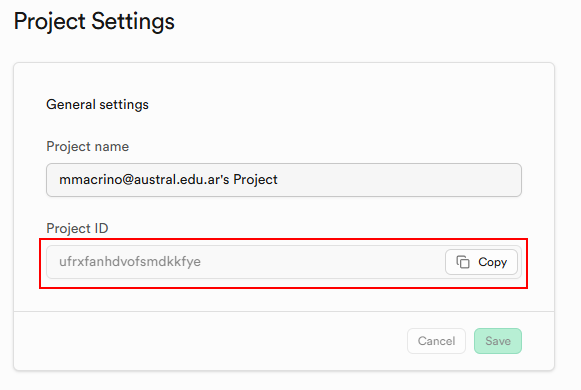 Project Settings
General settings
Project name
mmacrino@austral.edu.ar's Project
Project ID
ufrxfanhdvofsmdkkfye
Copy
Cancel
Save